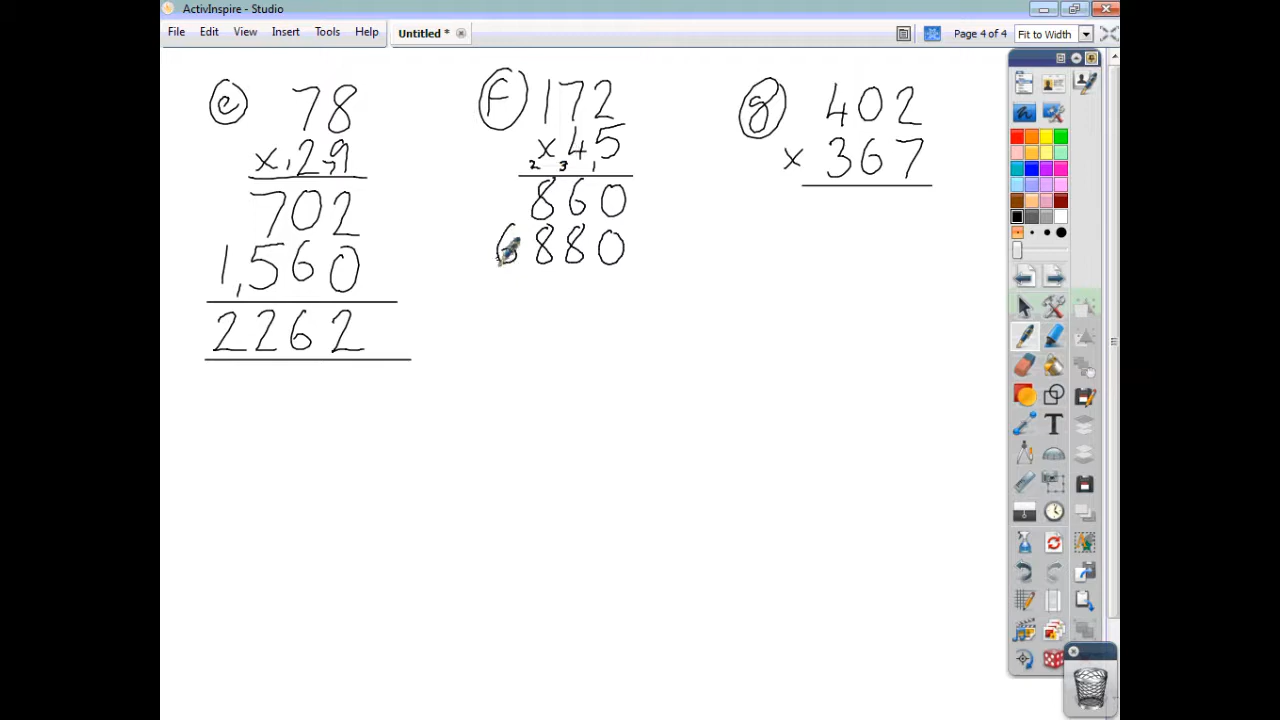 ActivInspire - Studio
File Edit View Insert Tools Help
Untitled *
Page 4 of 4
Fit to Width
e 78
x 29
702
1,560
2262
f 172
x 45
2 3 1
860
6880
g 402
x 367